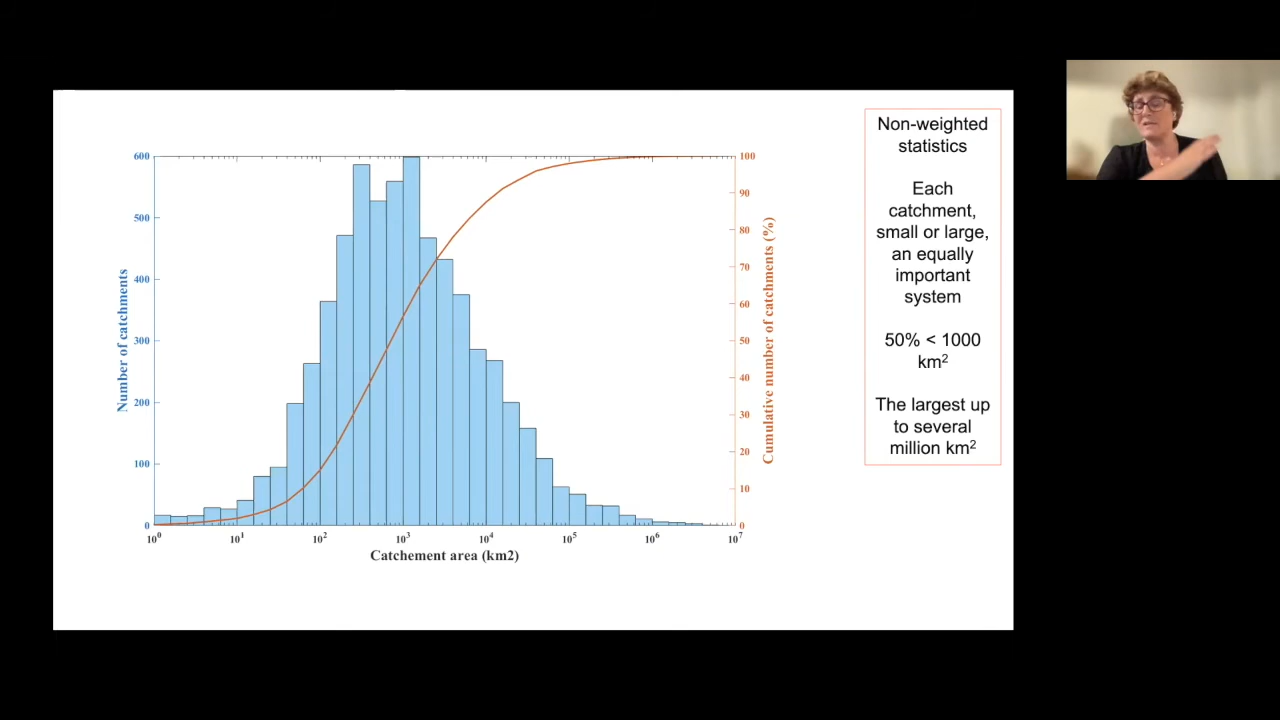 Non-weighted
statistics
Each
catchment,
small or large,
an equally
important
system
50% < 1000
km²
The largest up
to several
million km²
Number of catchments
600
500
400
300
200
100
0
10⁰ 10¹ 10² 10³ 10⁴ 10⁵ 10⁶ 10⁷
Catchement area (km2)
100
90
80
70
60
50
40
30
20
10
0
Cumulative number of catchments (%)